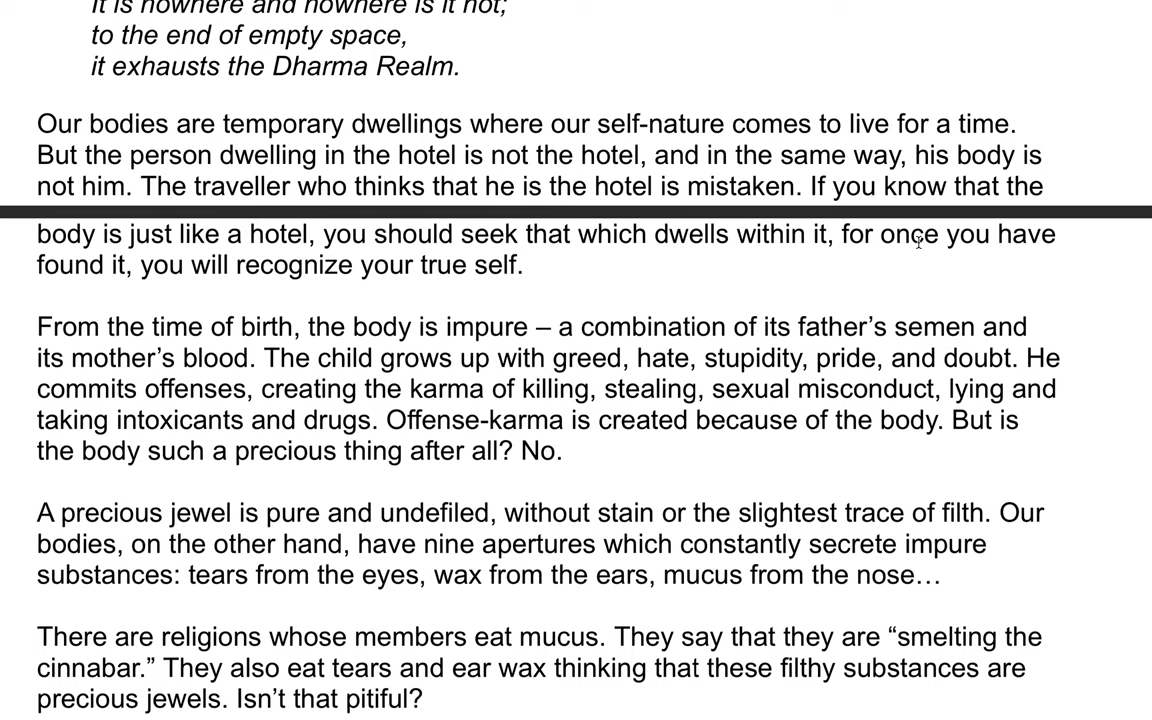 it is nowhere and nowhere is it not;
to the end of empty space,
it exhausts the Dharma Realm.
Our bodies are temporary dwellings where our self-nature comes to live for a time.
But the person dwelling in the hotel is not the hotel, and in the same way, his body is
not him. The traveller who thinks that he is the hotel is mistaken. If you know that the
body is just like a hotel, you should seek that which dwells within it, for once you have
found it, you will recognize your true self.
From the time of birth, the body is impure – a combination of its father’s semen and
its mother’s blood. The child grows up with greed, hate, stupidity, pride, and doubt. He
commits offenses, creating the karma of killing, stealing, sexual misconduct, lying and
taking intoxicants and drugs. Offense-karma is created because of the body. But is
the body such a precious thing after all? No.
A precious jewel is pure and undefiled, without stain or the slightest trace of filth. Our
bodies, on the other hand, have nine apertures which constantly secrete impure
substances: tears from the eyes, wax from the ears, mucus from the nose…
There are religions whose members eat mucus. They say that they are “smelting the
cinnabar.” They also eat tears and ear wax thinking that these filthy substances are
precious jewels. Isn’t that pitiful?